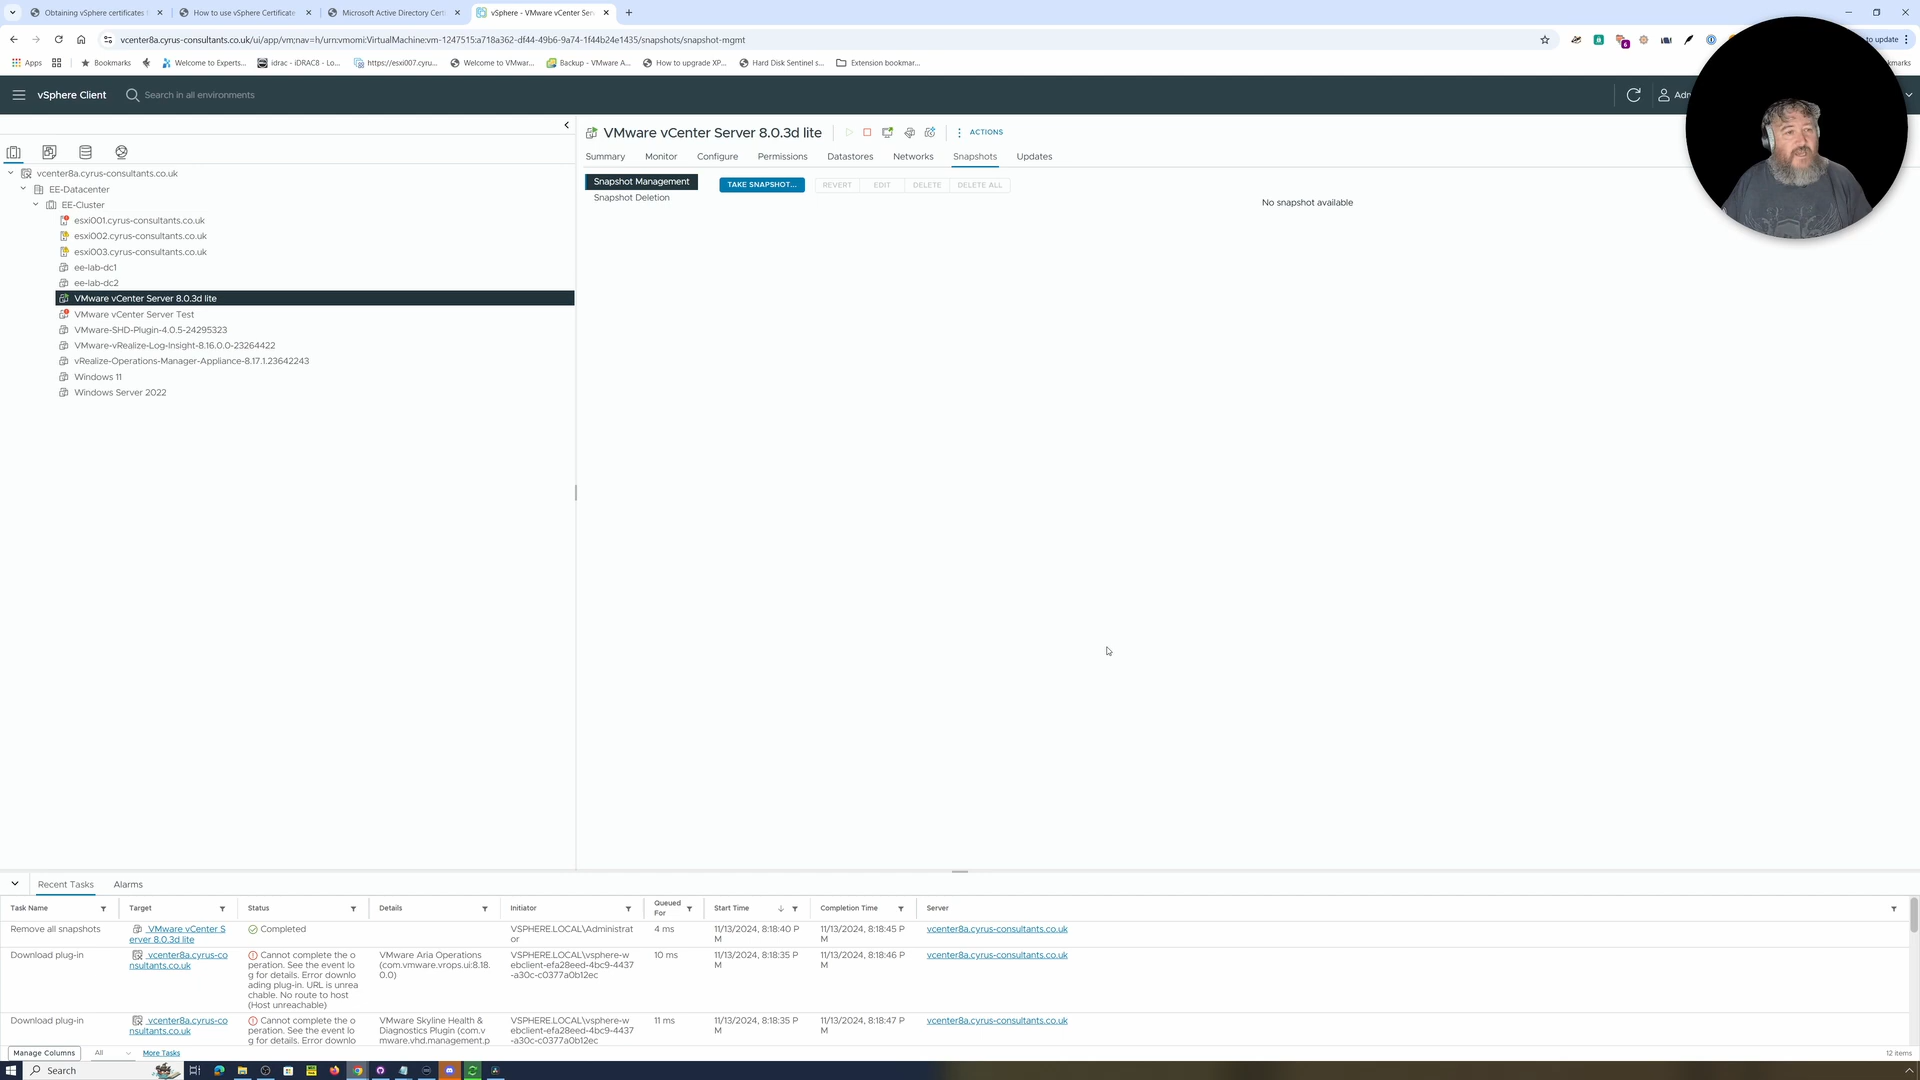 Obtaining vSphere certificates
How to use vSphere Certificate
Microsoft Active Directory Cert
vSphere - VMware vCenter Ser
vcenter8a.cyrus-consultants.co.uk/ui/app/vm;nav=h/urn:vmomi:VirtualMachine:vm-1247515:a718a362-df44-49b6-9a74-1f44b24e1435/snapshots/snapshot-mgmt
6
to update
Apps
Bookmarks
Welcome to Experts...
idrac - iDRAC8 - Lo...
https://esxi007.cyru...
Welcome to VMwar...
Backup - VMware A...
How to upgrade XP...
Hard Disk Sentinel s...
Extension bookmar...
vSphere Client
Search in all environments
VMware vCenter Server 8.0.3d lite
ACTIONS
Summary
Monitor
Configure
Permissions
Datastores
Networks
Snapshots
Updates
vcenter8a.cyrus-consultants.co.uk
EE-Datacenter
EE-Cluster
esxi001.cyrus-consultants.co.uk
esxi002.cyrus-consultants.co.uk
esxi003.cyrus-consultants.co.uk
ee-lab-dc1
ee-lab-dc2
VMware vCenter Server 8.0.3d lite
VMware vCenter Server Test
VMware-SHD-Plugin-4.0.5-24295323
VMware-vRealize-Log-Insight-8.16.0.0-23264422
vRealize-Operations-Manager-Appliance-8.17.1.23642243
Windows 11
Windows Server 2022
Snapshot Management
Snapshot Deletion
TAKE SNAPSHOT...
REVERT
EDIT
DELETE
DELETE ALL
No snapshot available
Recent Tasks
Alarms
Task Name
Target
Status
Details
Initiator
Queued
For
Start Time
Completion Time
Server
Remove all snapshots
VMware vCenter S
erver 8.0.3d lite
Completed
VSPHERE.LOCAL\Administrat
or
4 ms
11/13/2024, 8:18:40 P
M
11/13/2024, 8:18:45 P
M
vcenter8a.cyrus-consultants.co.uk
Download plug-in
vcenter8a.cyrus-co
nsultants.co.uk
Cannot complete the o
peration. See the event lo
g for details. Error downlo
ading plug-in. URL is unrea
chable. No route to host
(Host unreachable)
VMware Aria Operations
(com.vmware.vrops.ui:8.18.
0.0)
VSPHERE.LOCAL\vsphere-w
ebclient-efa28eed-4bc9-4437
-a30c-c0377a0b12ec
10 ms
11/13/2024, 8:18:35 P
M
11/13/2024, 8:18:46 P
M
vcenter8a.cyrus-consultants.co.uk
Download plug-in
vcenter8a.cyrus-co
nsultants.co.uk
Cannot complete the o
peration. See the event lo
g for details. Error downlo
VMware Skyline Health &
Diagnostics Plugin (com.v
mware.vhd.management.p
VSPHERE.LOCAL\vsphere-w
ebclient-efa28eed-4bc9-4437
-a30c-c0377a0b12ec
11 ms
11/13/2024, 8:18:35 P
M
11/13/2024, 8:18:47 P
M
vcenter8a.cyrus-consultants.co.uk
Manage Columns
All
More Tasks
12 items
Search